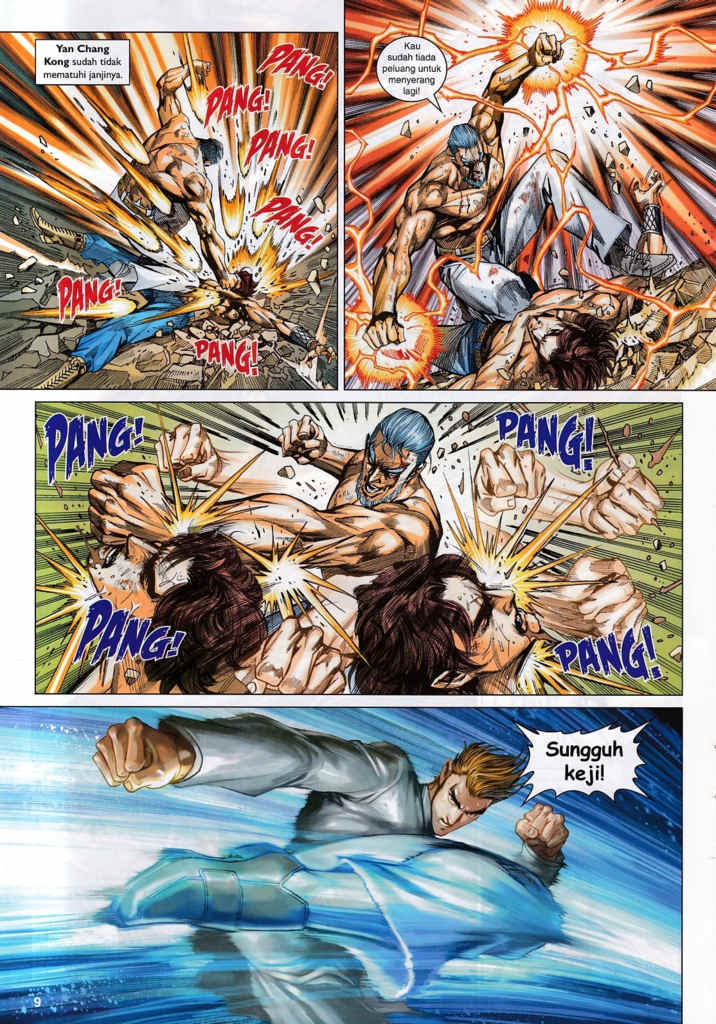 Yan Chang
Kong sudah tidak
mematuhi janjinya.
PANG!
PANG!
PANG!
PANG!
PANG!
PANG!
Kau
sudah tiada
peluang untuk
menyerang
lagi!
PANG!
PANG!
PANG!
PANG!
Sungguh
keji!
9